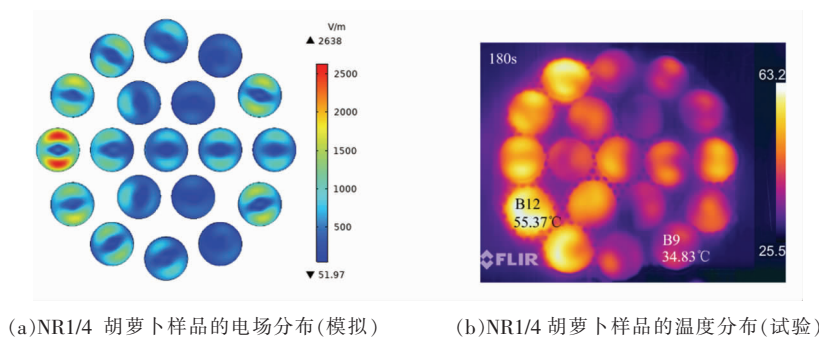 V/m
▲ 2638
2500
2000
1500
1000
500
▼ 51.97
180s
63.2
B12
55.37℃
B9
34.83℃
25.5
FLIR
(a)NR1/4 胡萝卜样品的电场分布(模拟)
(b)NR1/4 胡萝卜样品的温度分布(试验)